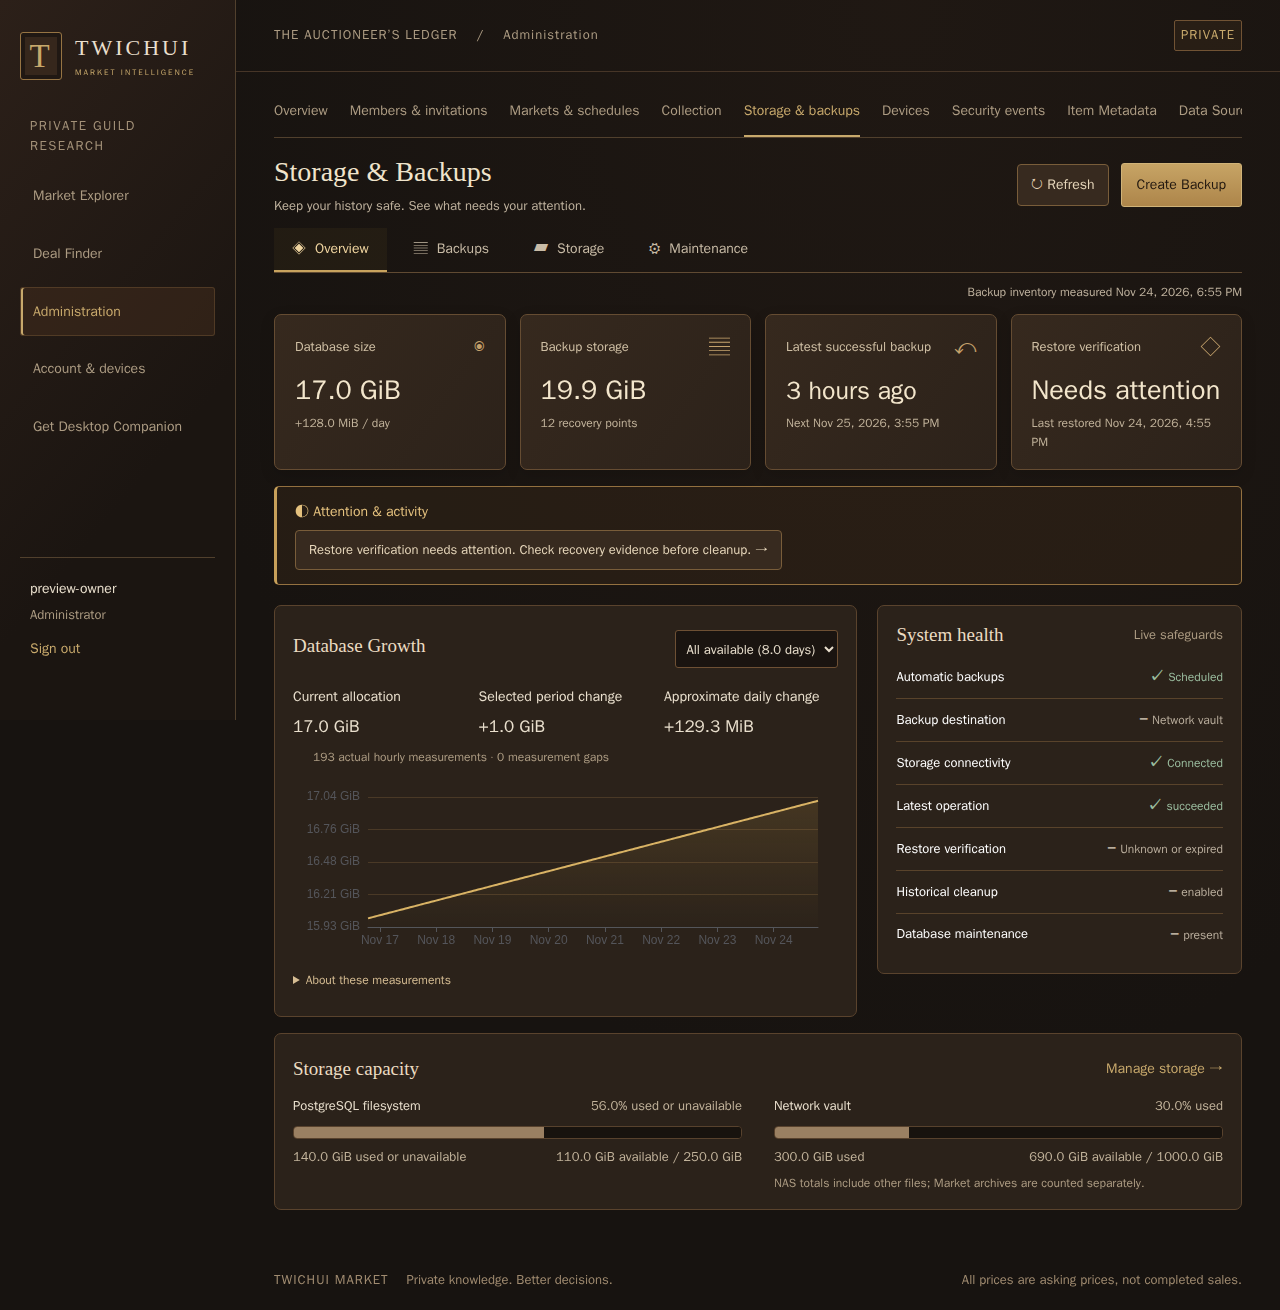 T
TWICHUI
MARKET INTELLIGENCE
PRIVATE GUILD
RESEARCH
Market Explorer
Deal Finder
Administration
Account & devices
Get Desktop Companion
preview-owner
Administrator
Sign out
THE AUCTIONEER'S LEDGER / Administration
PRIVATE
Overview Members & invitations Markets & schedules Collection Storage & backups Devices Security events Item Metadata Data Sour
Storage & Backups
Keep your history safe. See what needs your attention.
↻ Refresh
Create Backup
Overview Backups Storage Maintenance
Backup inventory measured Nov 24, 2026, 6:55 PM
Database size
17.0 GiB
+128.0 MiB / day
Backup storage
19.9 GiB
12 recovery points
Latest successful backup
3 hours ago
Next Nov 25, 2026, 3:55 PM
Restore verification
Needs attention
Last restored Nov 24, 2026, 4:55
PM
Attention & activity
Restore verification needs attention. Check recovery evidence before cleanup. →
Database Growth
All available (8.0 days)
Current allocation
17.0 GiB
Selected period change
+1.0 GiB
Approximate daily change
+129.3 MiB
193 actual hourly measurements · 0 measurement gaps
17.04 GiB
16.76 GiB
16.48 GiB
16.21 GiB
15.93 GiB
Nov 17 Nov 18 Nov 19 Nov 20 Nov 21 Nov 22 Nov 23 Nov 24
About these measurements
System health
Live safeguards
Automatic backups ✓ Scheduled
Backup destination – Network vault
Storage connectivity ✓ Connected
Latest operation ✓ succeeded
Restore verification – Unknown or expired
Historical cleanup – enabled
Database maintenance – present
Storage capacity
Manage storage →
PostgreSQL filesystem 56.0% used or unavailable
140.0 GiB used or unavailable 110.0 GiB available / 250.0 GiB
Network vault 30.0% used
300.0 GiB used 690.0 GiB available / 1000.0 GiB
NAS totals include other files; Market archives are counted separately.
TWICHUI MARKET Private knowledge. Better decisions.
All prices are asking prices, not completed sales.